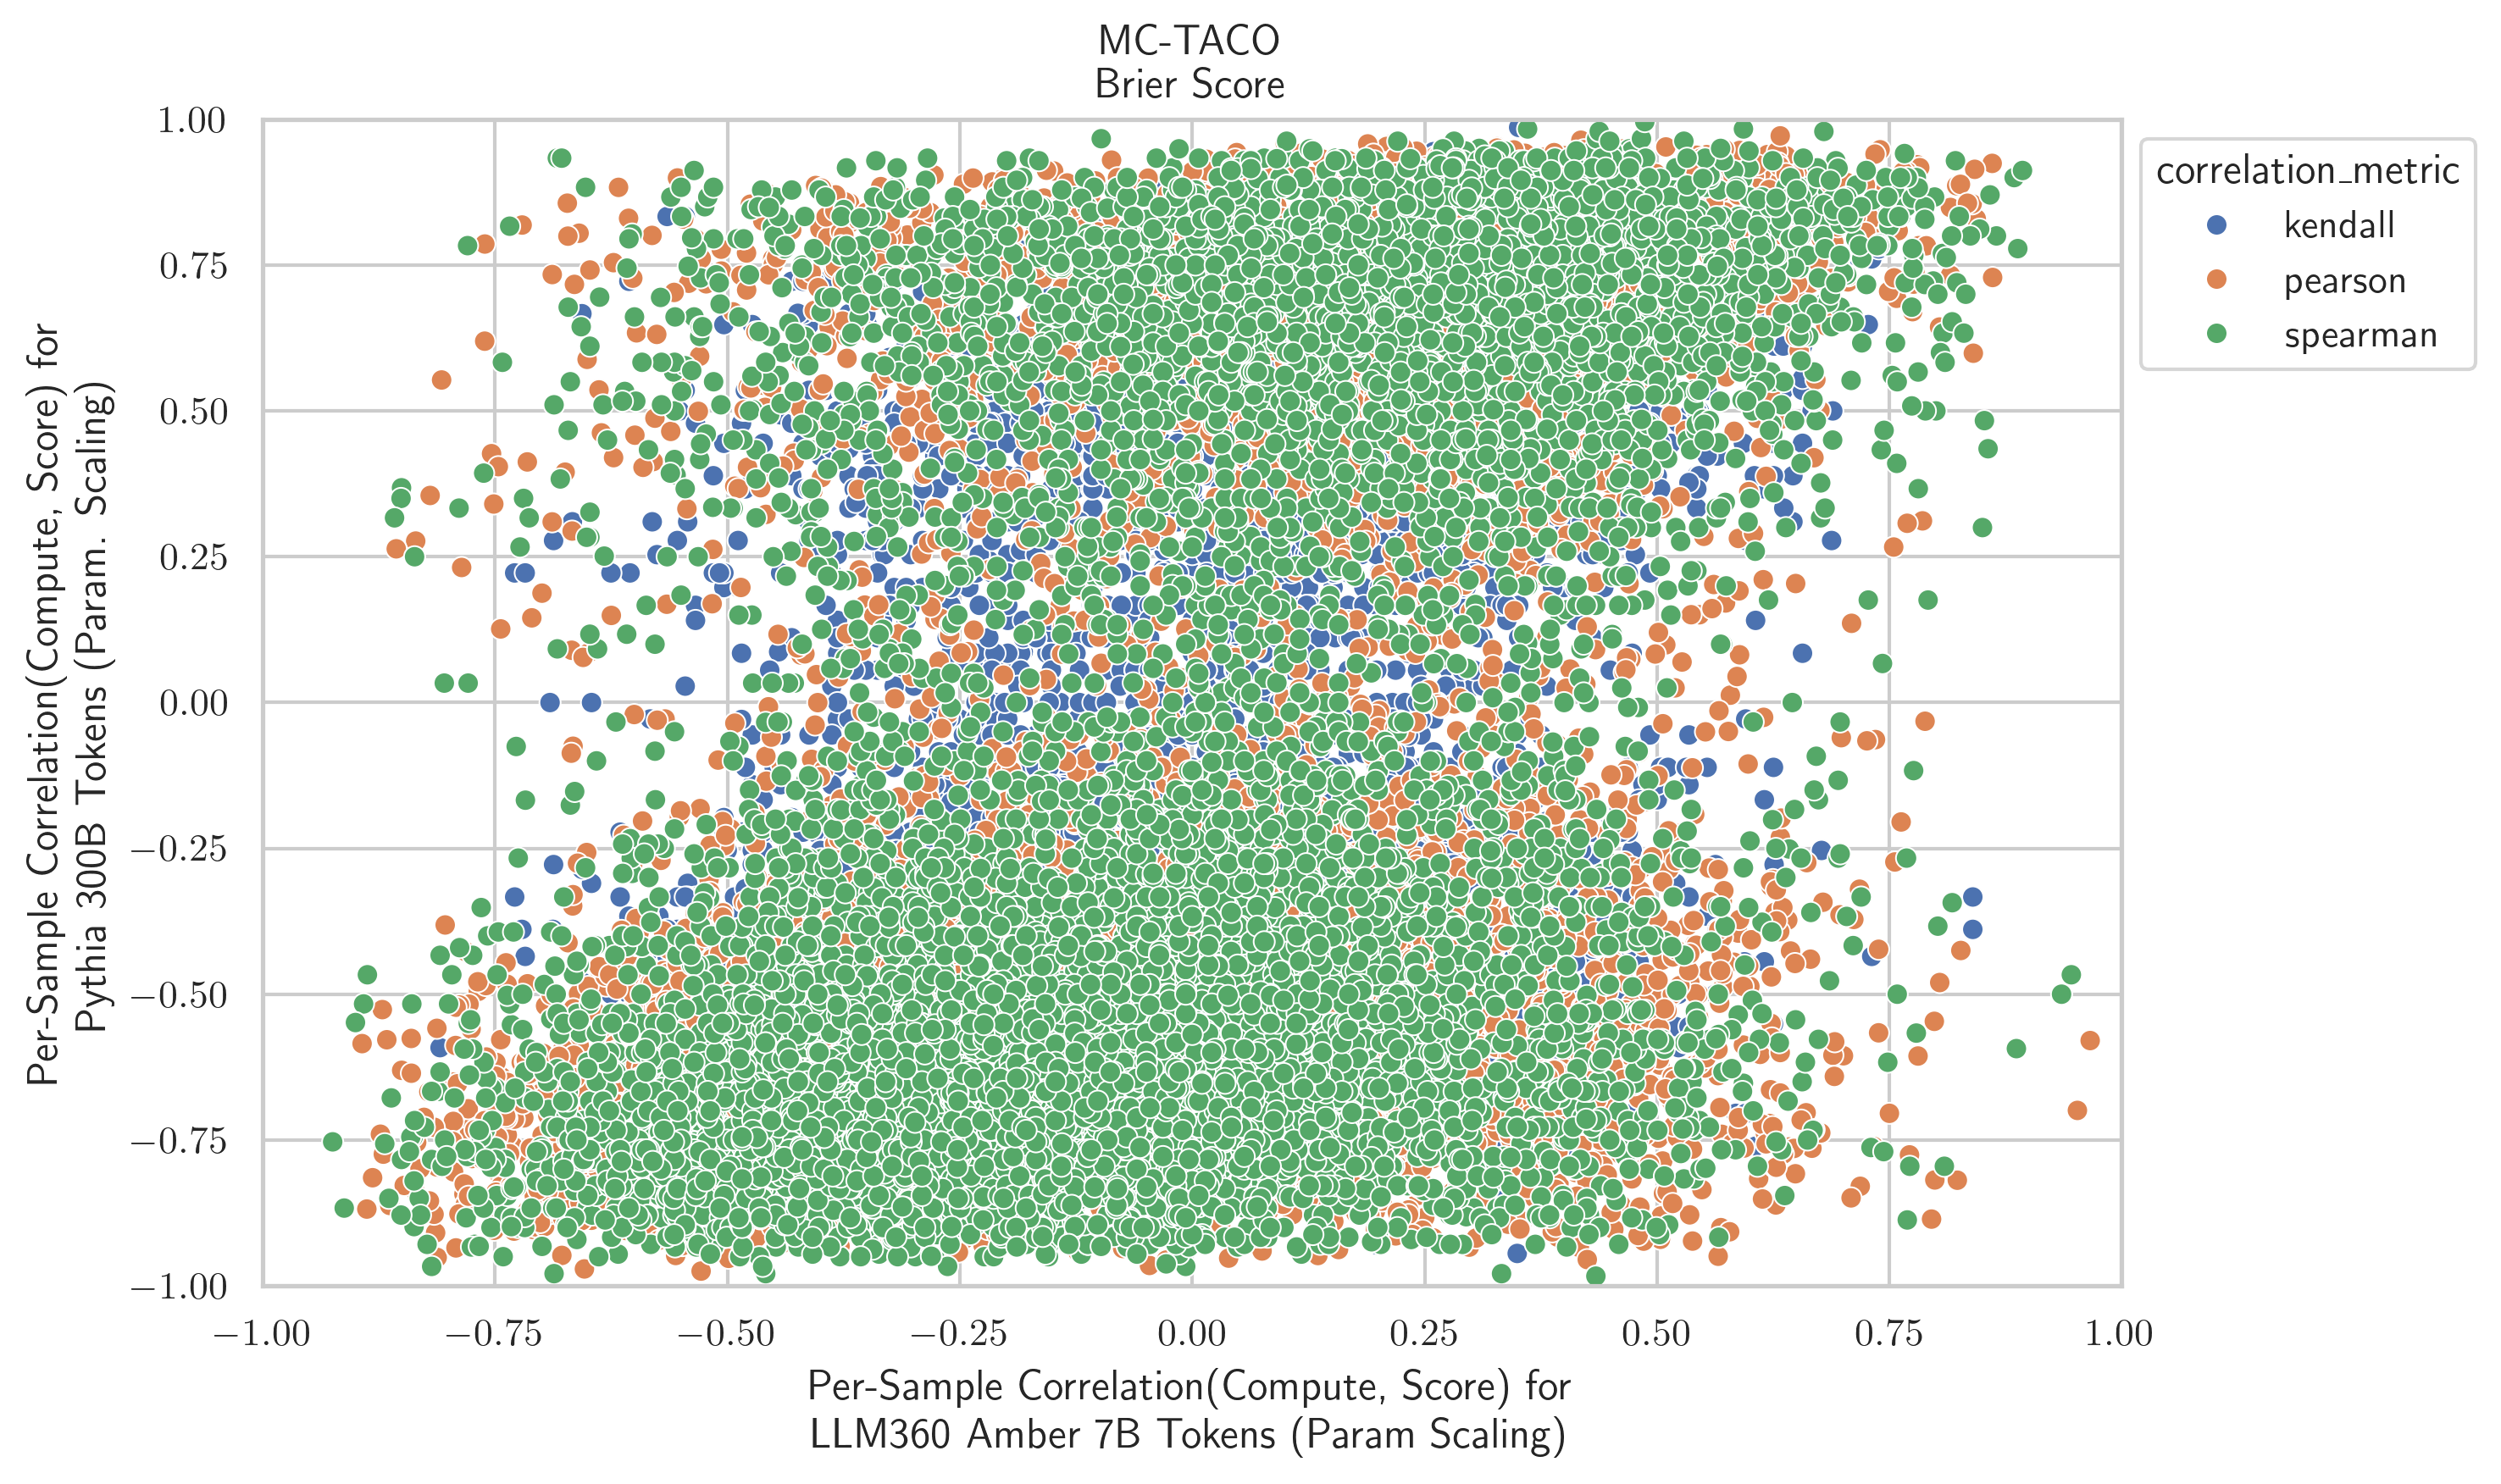 MC-TACO
Brier Score
Per-Sample Correlation(Compute, Score) for
Pythia 300B Tokens (Param. Scaling)
1.00
0.75
0.50
0.25
0.00
−0.25
−0.50
−0.75
−1.00
−1.00 −0.75 −0.50 −0.25 0.00 0.25 0.50 0.75 1.00
Per-Sample Correlation(Compute, Score) for
LLM360 Amber 7B Tokens (Param Scaling)
correlation_metric
kendall
pearson
spearman